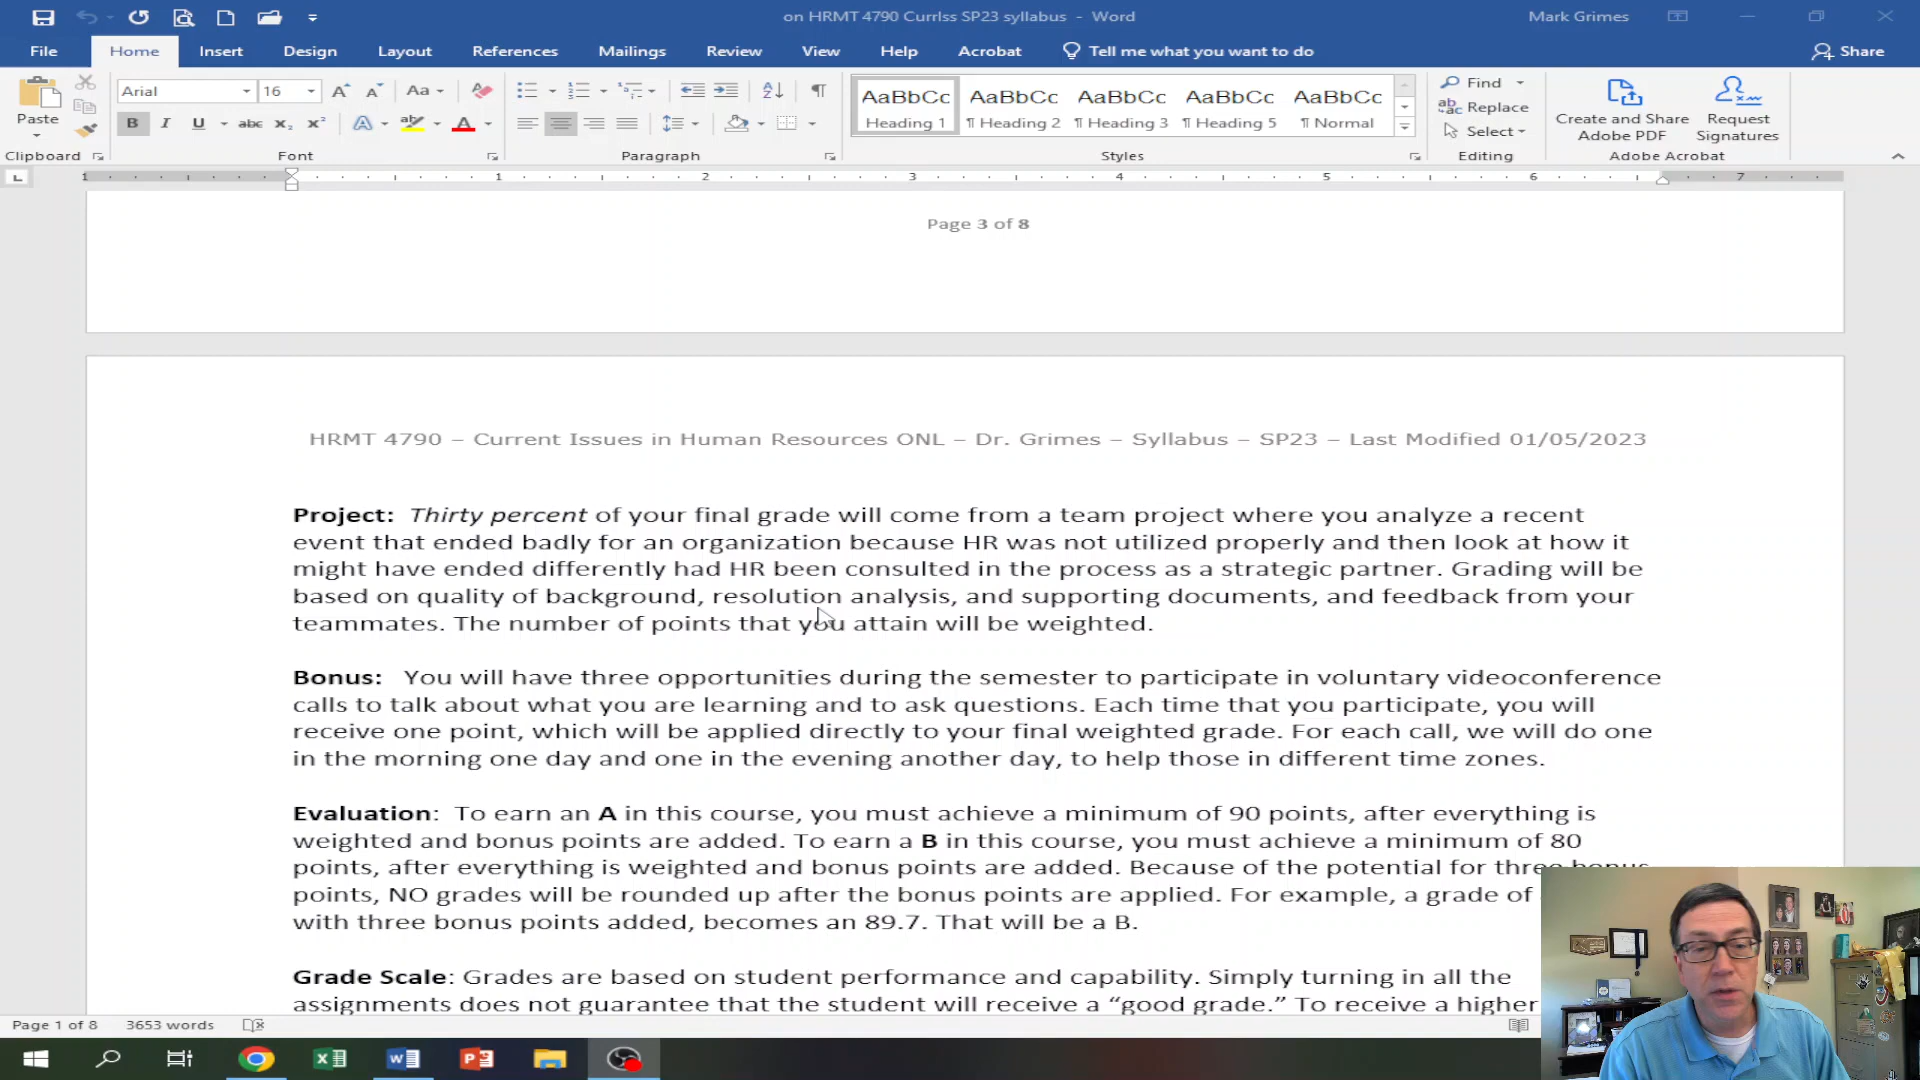 on HRMT 4790 CurrIss SP23 syllabus - Word
Mark Grimes
File Home Insert Design Layout References Mailings Review View Help Acrobat Tell me what you want to do Share
Paste
Clipboard
Arial 16
Font
Paragraph
AaBbCc AaBbCc AaBbCc AaBbCc AaBbCc
Heading 1 ¶ Heading 2 ¶ Heading 3 ¶ Heading 5 ¶ Normal
Styles
Find
Replace
Select
Editing
Create and Share Adobe PDF
Request Signatures
Adobe Acrobat
1 1 2 3 4 5 6 7
Page 3 of 8
HRMT 4790 – Current Issues in Human Resources ONL – Dr. Grimes – Syllabus – SP23 – Last Modified 01/05/2023
Project: Thirty percent of your final grade will come from a team project where you analyze a recent
event that ended badly for an organization because HR was not utilized properly and then look at how it
might have ended differently had HR been consulted in the process as a strategic partner. Grading will be
based on quality of background, resolution analysis, and supporting documents, and feedback from your
teammates. The number of points that you attain will be weighted.
Bonus: You will have three opportunities during the semester to participate in voluntary videoconference
calls to talk about what you are learning and to ask questions. Each time that you participate, you will
receive one point, which will be applied directly to your final weighted grade. For each call, we will do one
in the morning one day and one in the evening another day, to help those in different time zones.
Evaluation: To earn an A in this course, you must achieve a minimum of 90 points, after everything is
weighted and bonus points are added. To earn a B in this course, you must achieve a minimum of 80
points, after everything is weighted and bonus points are added. Because of the potential for three bonus
points, NO grades will be rounded up after the bonus points are applied. For example, a grade of
with three bonus points added, becomes an 89.7. That will be a B.
Grade Scale: Grades are based on student performance and capability. Simply turning in all the
assignments does not guarantee that the student will receive a “good grade.” To receive a higher
Page 1 of 8 3653 words